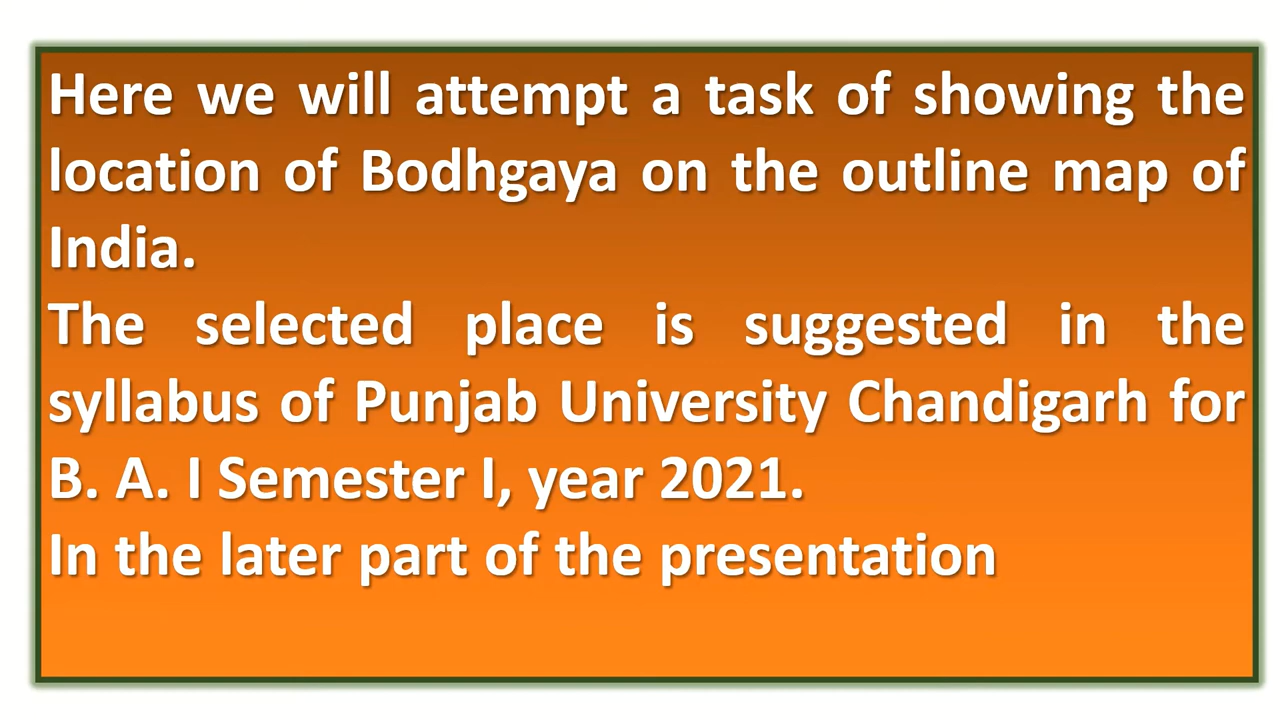 Here we will attempt a task of showing the
location of Bodhgaya on the outline map of
India.
The selected place is suggested in the
syllabus of Punjab University Chandigarh for
B. A. I Semester I, year 2021.
In the later part of the presentation